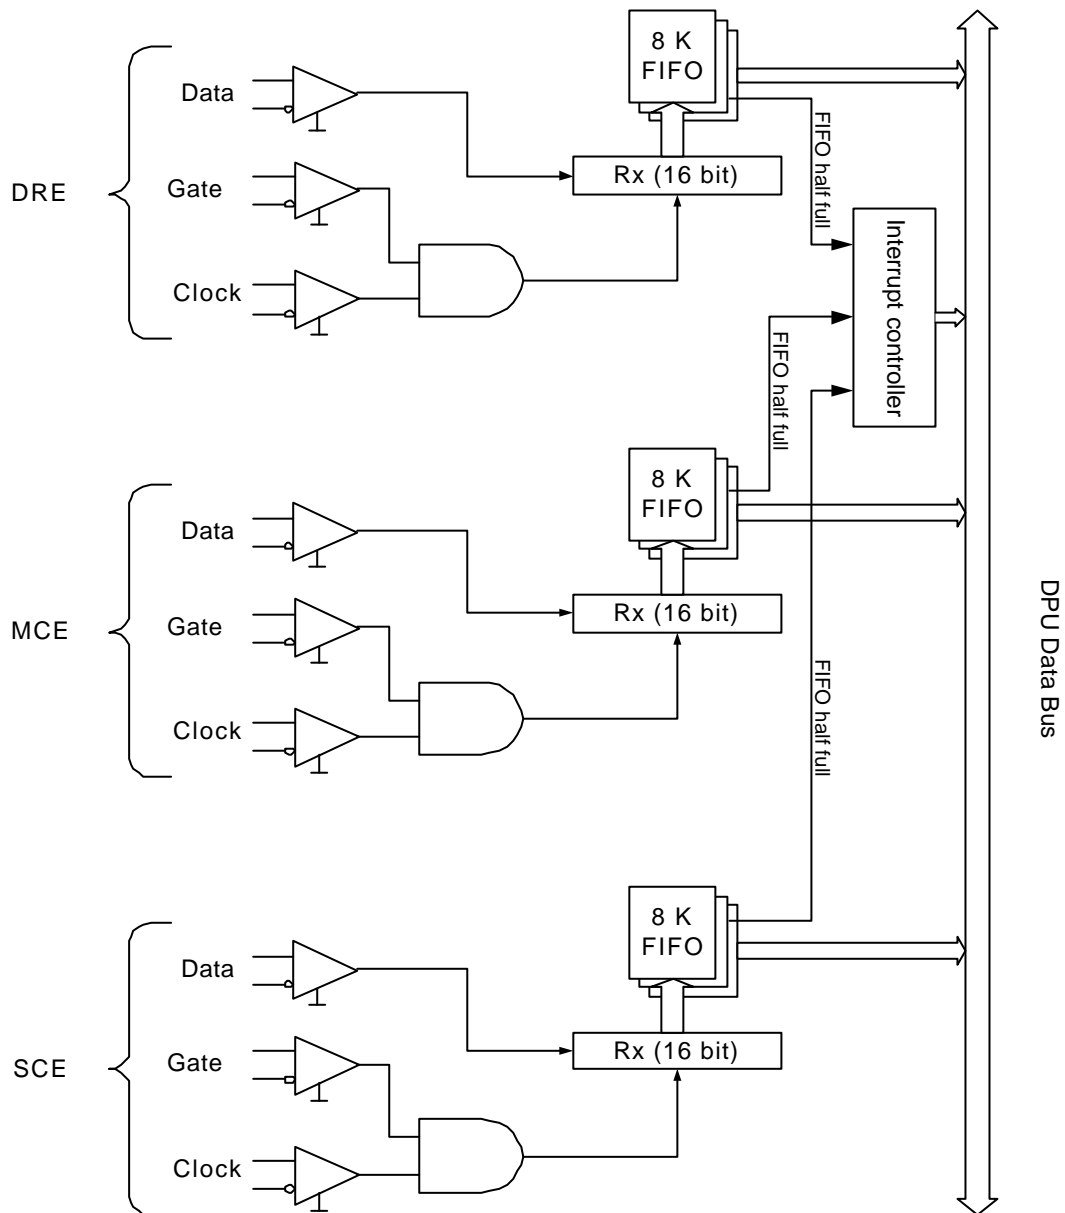 8 K
FIFO
Data
FIFO half full
DRE
Gate
Rx (16 bit)
Clock
Interrupt controller
FIFO half full
8 K
FIFO
Data
MCE
Gate
Rx (16 bit)
DPU Data Bus
FIFO half full
Clock
8 K
FIFO
Data
SCE
Gate
Rx (16 bit)
Clock